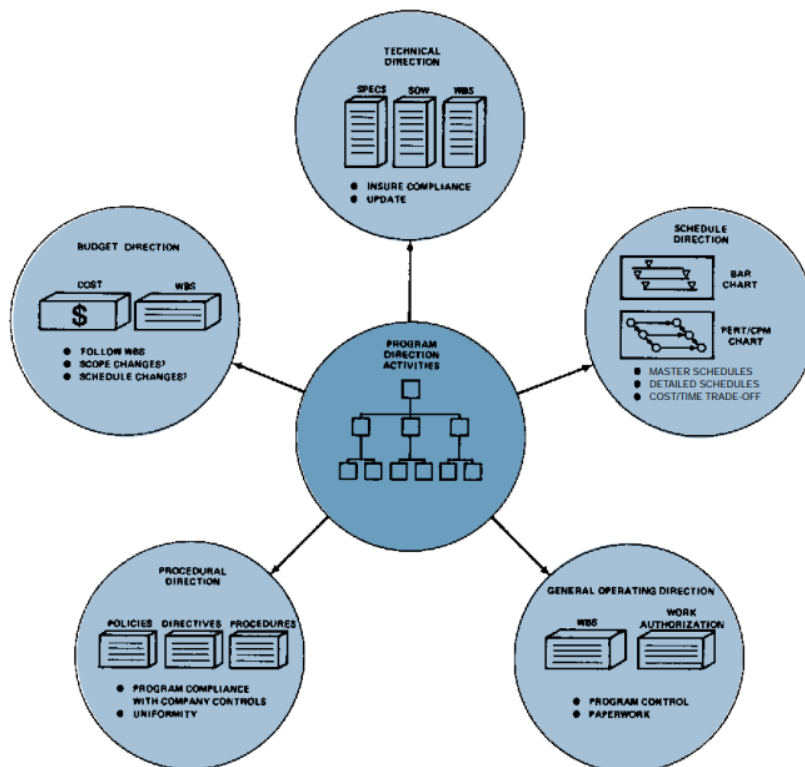 TECHNICAL
DIRECTION
SPECS SOW WBS
● INSURE COMPLIANCE
● UPDATE
BUDGET DIRECTION
COST WBS
$
● FOLLOW WBS
● SCOPE CHANGES?
● SCHEDULE CHANGES?
SCHEDULE
DIRECTION
BAR
CHART
PERT/CPM
CHART
● MASTER SCHEDULES
● DETAILED SCHEDULES
● COST/TIME TRADE-OFF
PROGRAM
DIRECTION
ACTIVITIES
PROCEDURAL
DIRECTION
POLICIES DIRECTIVES PROCEDURES
● PROGRAM COMPLIANCE
WITH COMPANY CONTROLS
● UNIFORMITY
GENERAL OPERATING DIRECTION
WBS
WORK
AUTHORIZATION
● PROGRAM CONTROL
● PAPERWORK